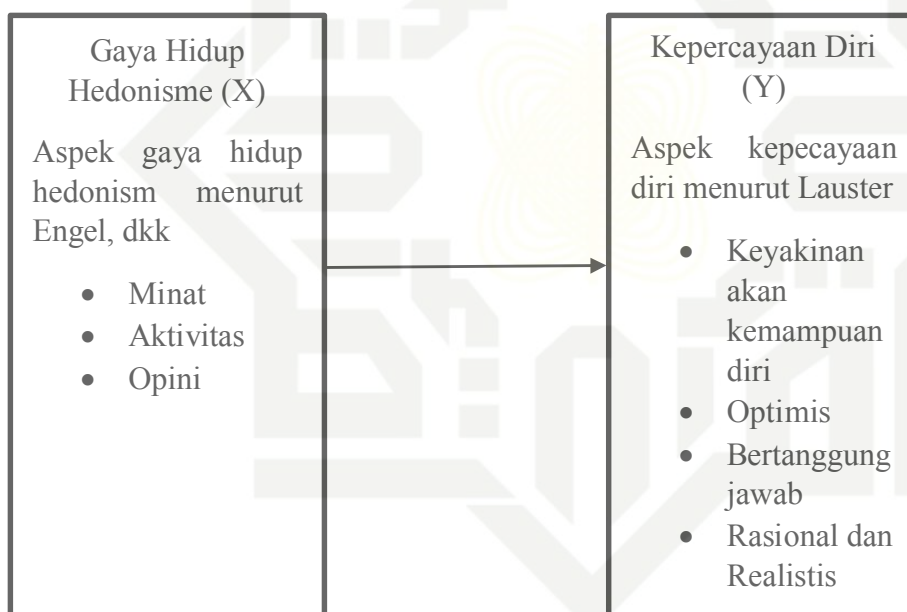 Gaya Hidup
Hedonisme (X)
Aspek gaya hidup
hedonism menurut
Engel, dkk
• Minat
• Aktivitas
• Opini
Kepercayaan Diri
(Y)
Aspek kepecayaan
diri menurut Lauster
• Keyakinan
akan
kemampuan
diri
• Optimis
• Bertanggung
jawab
• Rasional dan
Realistis